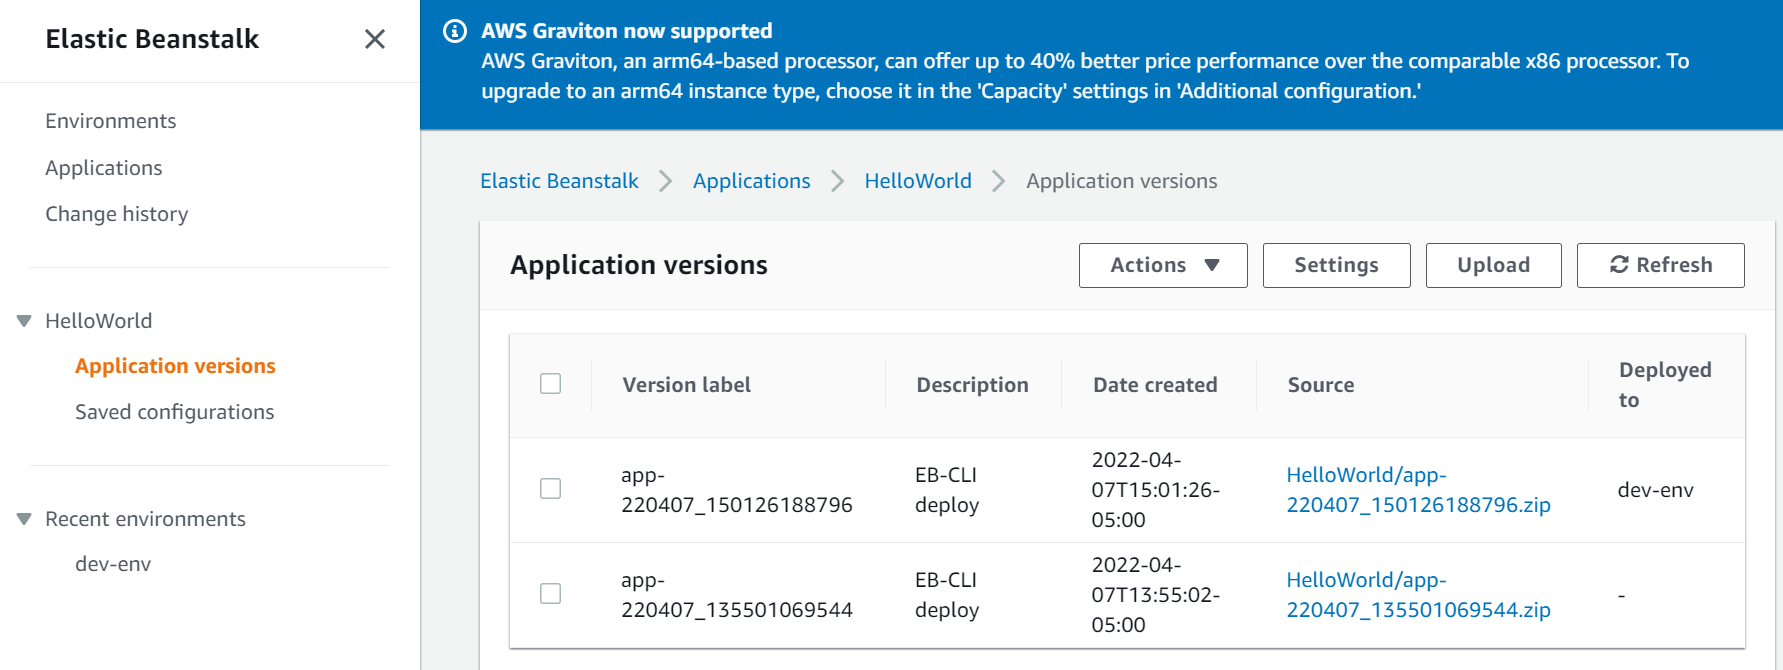 Elastic Beanstalk
Environments
Applications
Change history
HelloWorld
Application versions
Saved configurations
Recent environments
dev-env
AWS Graviton now supported
AWS Graviton, an arm64-based processor, can offer up to 40% better price performance over the comparable x86 processor. To
upgrade to an arm64 instance type, choose it in the 'Capacity' settings in 'Additional configuration.'
Elastic Beanstalk Applications HelloWorld Application versions
Application versions
Actions Settings Upload Refresh
Version label Description Date created Source Deployed
to
app-
220407_150126188796
EB-CLI
deploy
2022-04-
07T15:01:26-
05:00
HelloWorld/app-
220407_150126188796.zip
dev-env
app-
220407_135501069544
EB-CLI
deploy
2022-04-
07T13:55:02-
05:00
HelloWorld/app-
220407_135501069544.zip
-